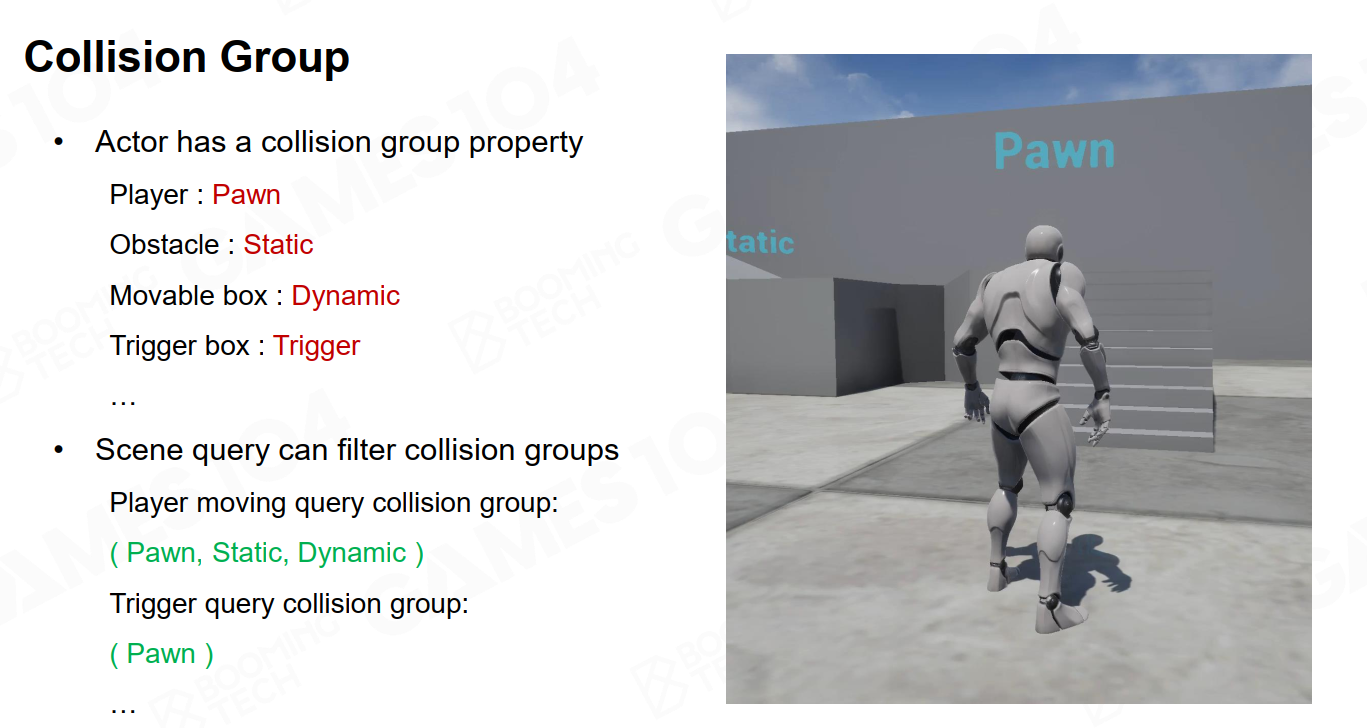 Collision Group
• Actor has a collision group property
Player : Pawn
Obstacle : Static
Movable box : Dynamic
Trigger box : Trigger
…
• Scene query can filter collision groups
Player moving query collision group:
( Pawn, Static, Dynamic )
Trigger query collision group:
( Pawn )
…
Pawn
tatic
GAMES104
BOOMING
TECH